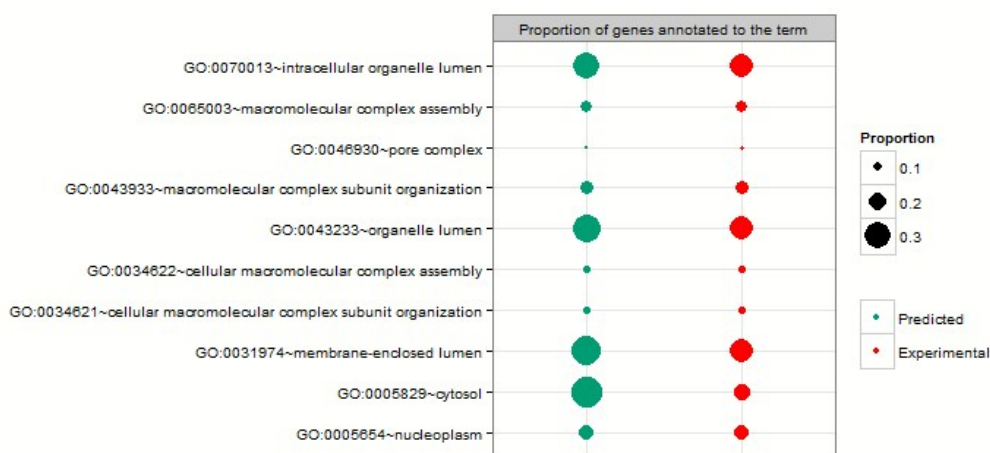 Proportion of genes annotated to the term
GO:0070013~intracellular organelle lumen
GO:0065003~macromolecular complex assembly
GO:0046930~pore complex
GO:0043933~macromolecular complex subunit organization
GO:0043233~organelle lumen
GO:0034622~cellular macromolecular complex assembly
GO:0034621~cellular macromolecular complex subunit organization
GO:0031974~membrane-enclosed lumen
GO:0005829~cytosol
GO:0005654~nucleoplasm
Proportion
0.1
0.2
0.3
Predicted
Experimental